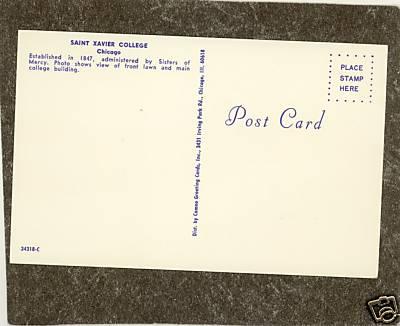 SAINT XAVIER COLLEGE
Chicago
Established in 1847, administered by Sisters of
Mercy. Photo shows view of front lawn and main
college building.
34318-C
Dist. by Cameo Greeting Cards, Inc., 3431 Irving Park Rd., Chicago, Ill. 60618
Post Card
PLACE
STAMP
HERE